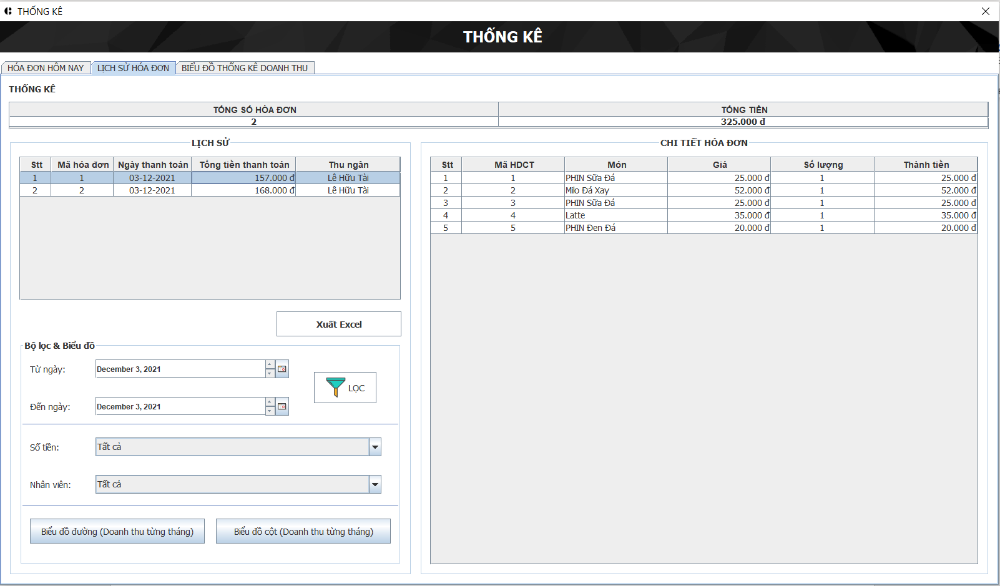 THỐNG KÊ
THỐNG KÊ
HÓA ĐƠN HÔM NAY
LỊCH SỬ HÓA ĐƠN
BIỂU ĐỒ THỐNG KÊ DOANH THU
THỐNG KÊ
TỔNG SỐ HÓA ĐƠN TỔNG TIỀN
2 325.000 đ
LỊCH SỬ
Stt Mã hóa đơn Ngày thanh toán Tổng tiền thanh toán Thu ngân
1 1 03-12-2021 157.000 đ Lê Hữu Tài
2 2 03-12-2021 168.000 đ Lê Hữu Tài
Xuất Excel
Bộ lọc & Biểu đồ
Từ ngày: December 3, 2021
LỌC
Đến ngày: December 3, 2021
Số tiền: Tất cả
Nhân viên: Tất cả
Biểu đồ đường (Doanh thu từng tháng)
Biểu đồ cột (Doanh thu từng tháng)
CHI TIẾT HÓA ĐƠN
Stt Mã HDCT Món Giá Số lượng Thành tiền
1 1 PHIN Sữa Đá 25.000 đ 1 25.000 đ
2 2 Milo Đá Xay 52.000 đ 1 52.000 đ
3 3 PHIN Sữa Đá 25.000 đ 1 25.000 đ
4 4 Latte 35.000 đ 1 35.000 đ
5 5 PHIN Đen Đá 20.000 đ 1 20.000 đ